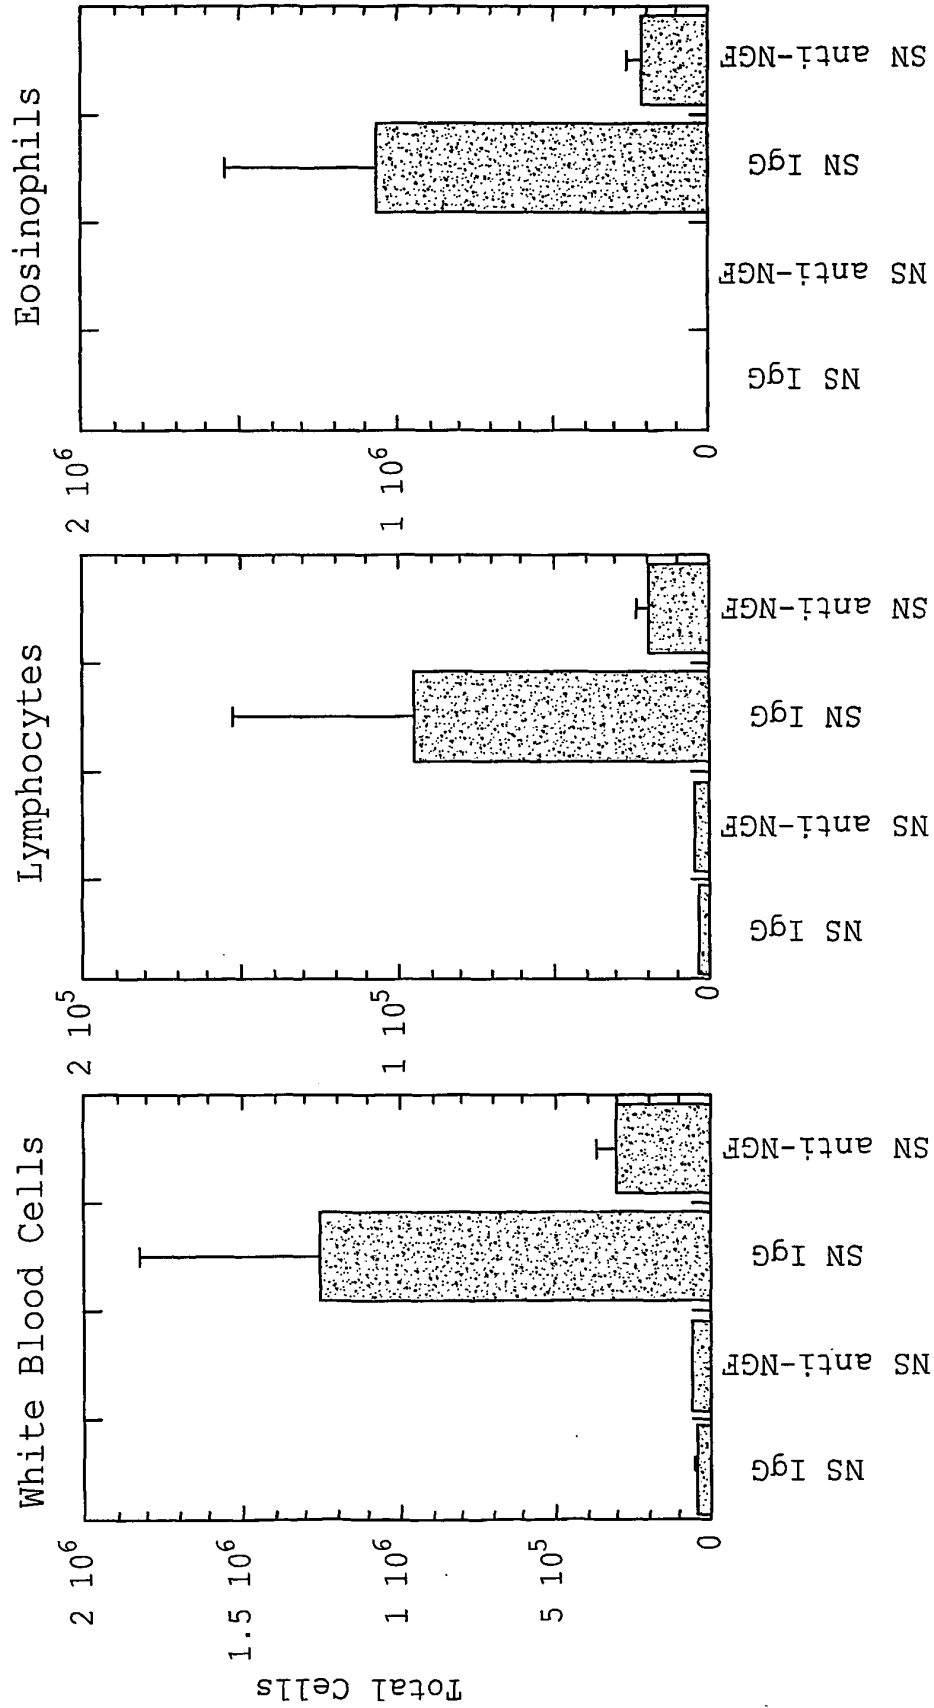 White Blood Cells
Total Cells
2 10⁶
1.5 10⁶
1 10⁶
5 10⁵
0
NS IgG
NS anti-NGF
SN IgG
SN anti-NGF
Lymphocytes
2 10⁵
1 10⁵
0
NS IgG
NS anti-NGF
SN IgG
SN anti-NGF
Eosinophils
2 10⁶
1 10⁶
0
NS IgG
NS anti-NGF
SN IgG
SN anti-NGF